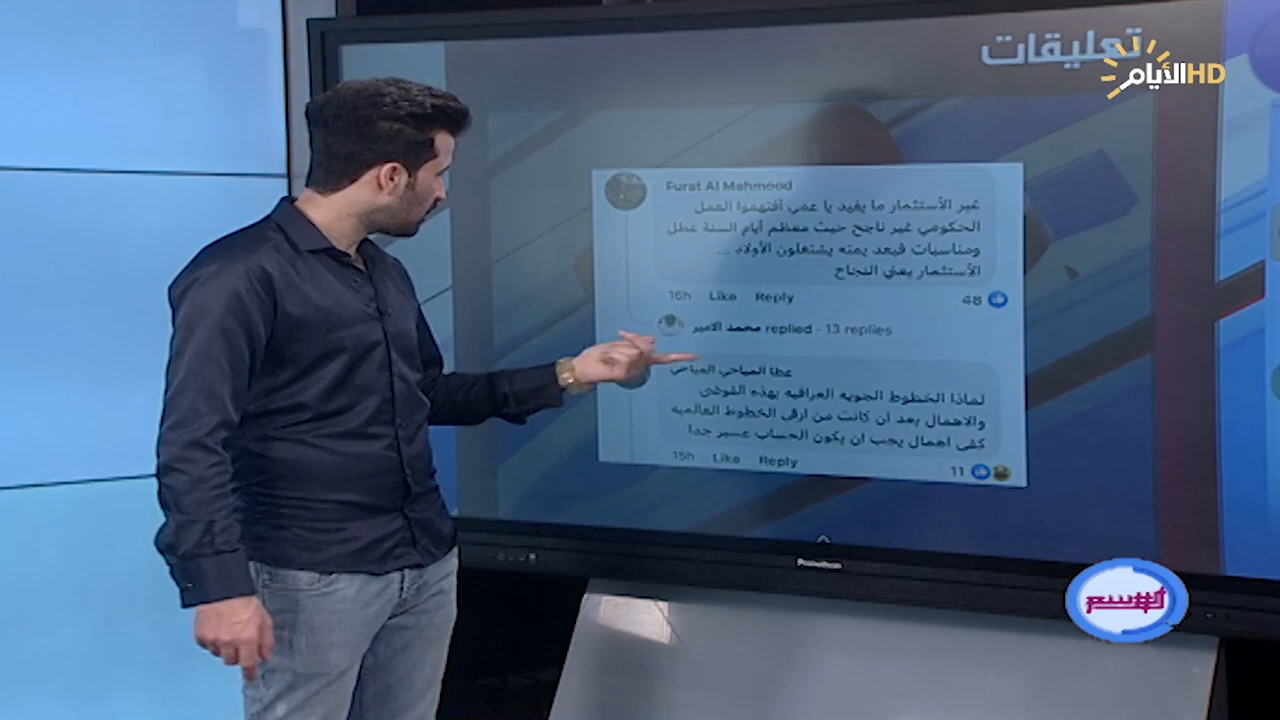 تعليقات
الأيام HD
Furat Al Mahmood
غير الأستثمار ما يفيد يا عمي أفتهموا العمل
الحكومي غير ناجح حيث معظم أيام السنة عطل
ومناسبات فبعد يمته يشتغلون الأولاد ...
الأستثمار يعني النجاح
16h Like Reply 48
محمد الامير replied · 13 replies
عطا المياحي المياحي
لماذا الخطوط الجويه العراقيه بهذه الفوضى
والاهمال بعد ان كانت من ارقى الخطوط العالميه
كفى اهمال يجب ان يكون الحساب عسير جدا
15h Like Reply 11
Promethean